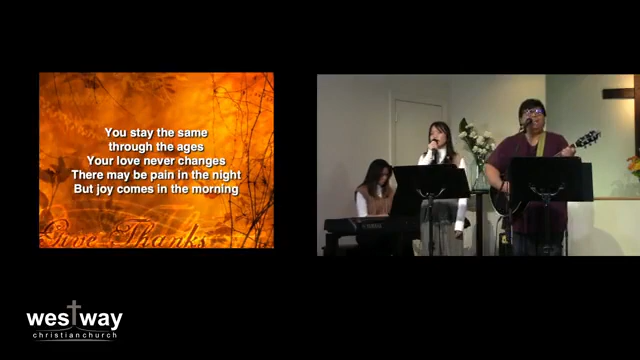 You stay the same
through the ages
Your love never changes
There may be pain in the night
But joy comes in the morning
Give Thanks
YAMAHA
westway
christianchurch